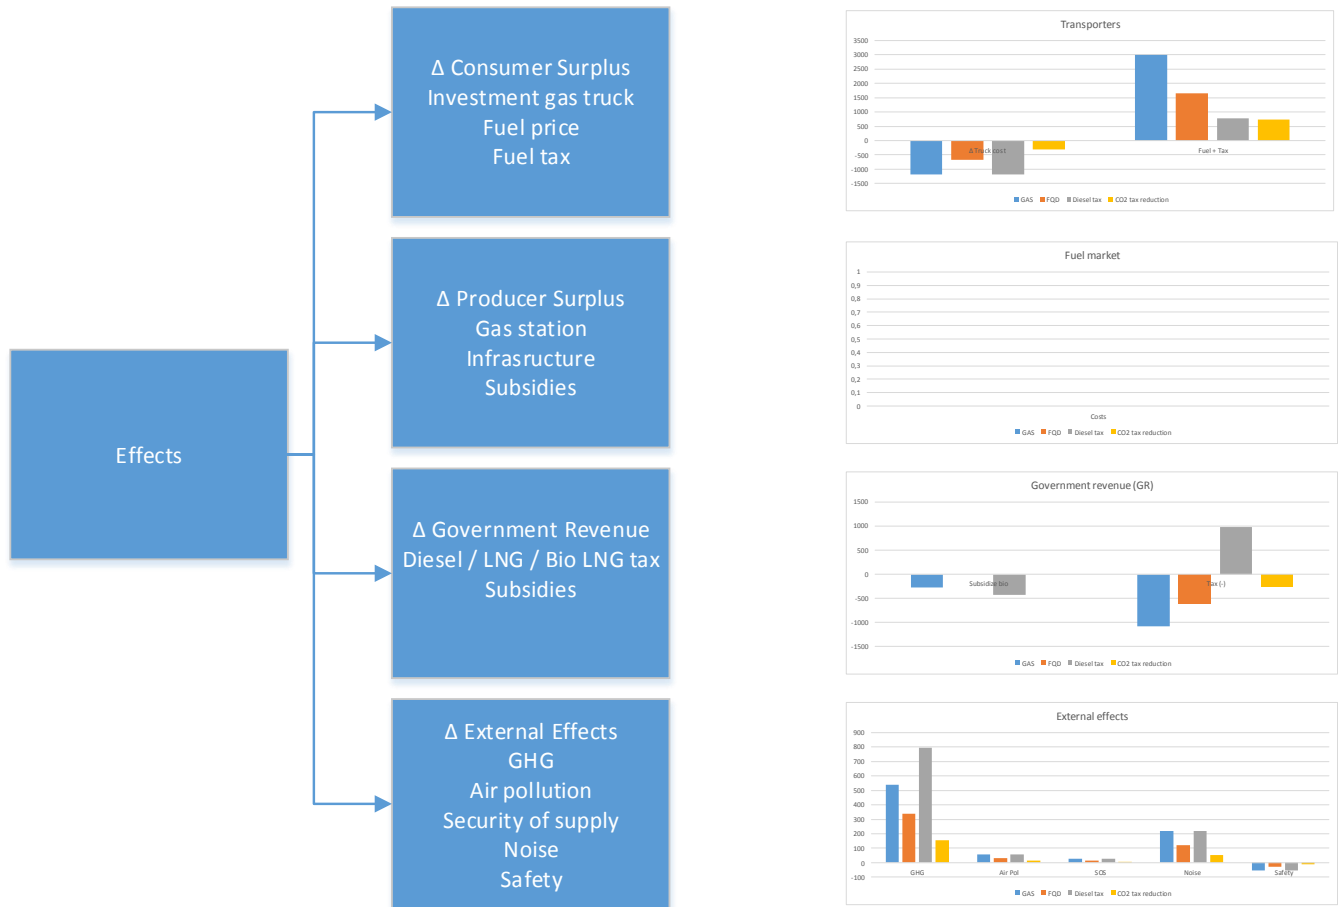 Effects
Δ Consumer Surplus
Investment gas truck
Fuel price
Fuel tax
Δ Producer Surplus
Gas station
Infrasructure
Subsidies
Δ Government Revenue
Diesel / LNG / Bio LNG tax
Subsidies
Δ External Effects
GHG
Air pollution
Security of supply
Noise
Safety
Transporters
3500
3000
2500
2000
1500
1000
500
0
-500
-1000
-1500
Δ Truck cost
Fuel + Tax
GAS FQD Diesel tax CO2 tax reduction
Fuel market
1
0,9
0,8
0,7
0,6
0,5
0,4
0,3
0,2
0,1
0
Costs
GAS FQD Diesel tax CO2 tax reduction
Government revenue (GR)
1500
1000
500
0
-500
-1000
-1500
Subsidize bio
Tax (-)
GAS FQD Diesel tax CO2 tax reduction
External effects
900
800
700
600
500
400
300
200
100
0
-100
GHG Air Pol SOS Noise Safety
GAS FQD Diesel tax CO2 tax reduction